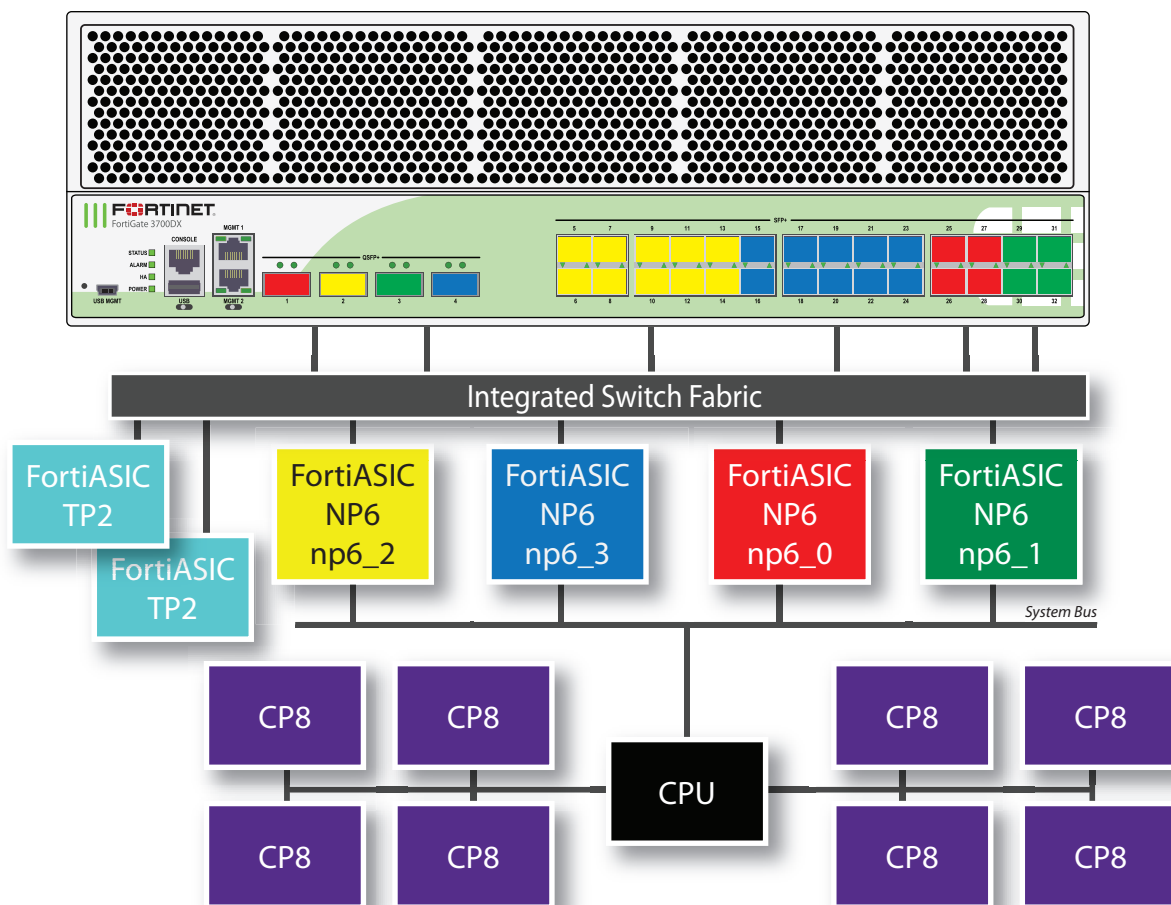 FORTINET
FortiGate 3700DX
STATUS
ALARM
HA
POWER
USB MGMT
CONSOLE
USB
MGMT 1
MGMT 2
QSFP+
1 2 3 4
SFP+
5 7 9 11 13 15 17 19 21 23 25 27 29 31
6 8 10 12 14 16 18 20 22 24 26 28 30 32
Integrated Switch Fabric
FortiASIC
TP2
FortiASIC
TP2
FortiASIC
NP6
np6_2
FortiASIC
NP6
np6_3
FortiASIC
NP6
np6_0
FortiASIC
NP6
np6_1
System Bus
CP8
CP8
CP8
CP8
CPU
CP8
CP8
CP8
CP8